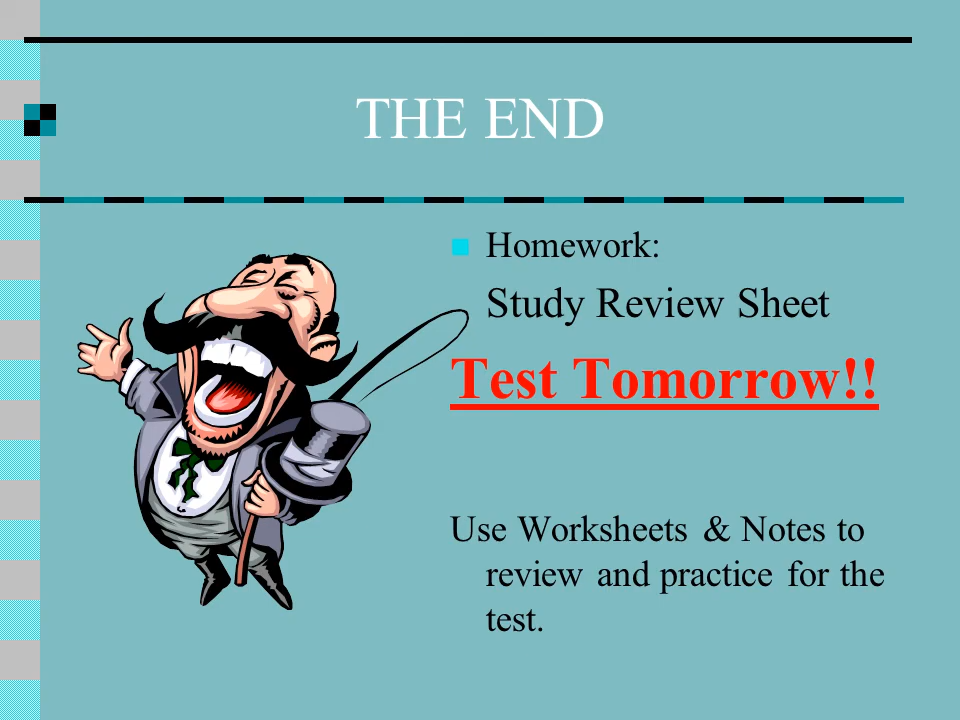 THE END
Homework:
Study Review Sheet
Test Tomorrow!!
Use Worksheets & Notes to
review and practice for the
test.